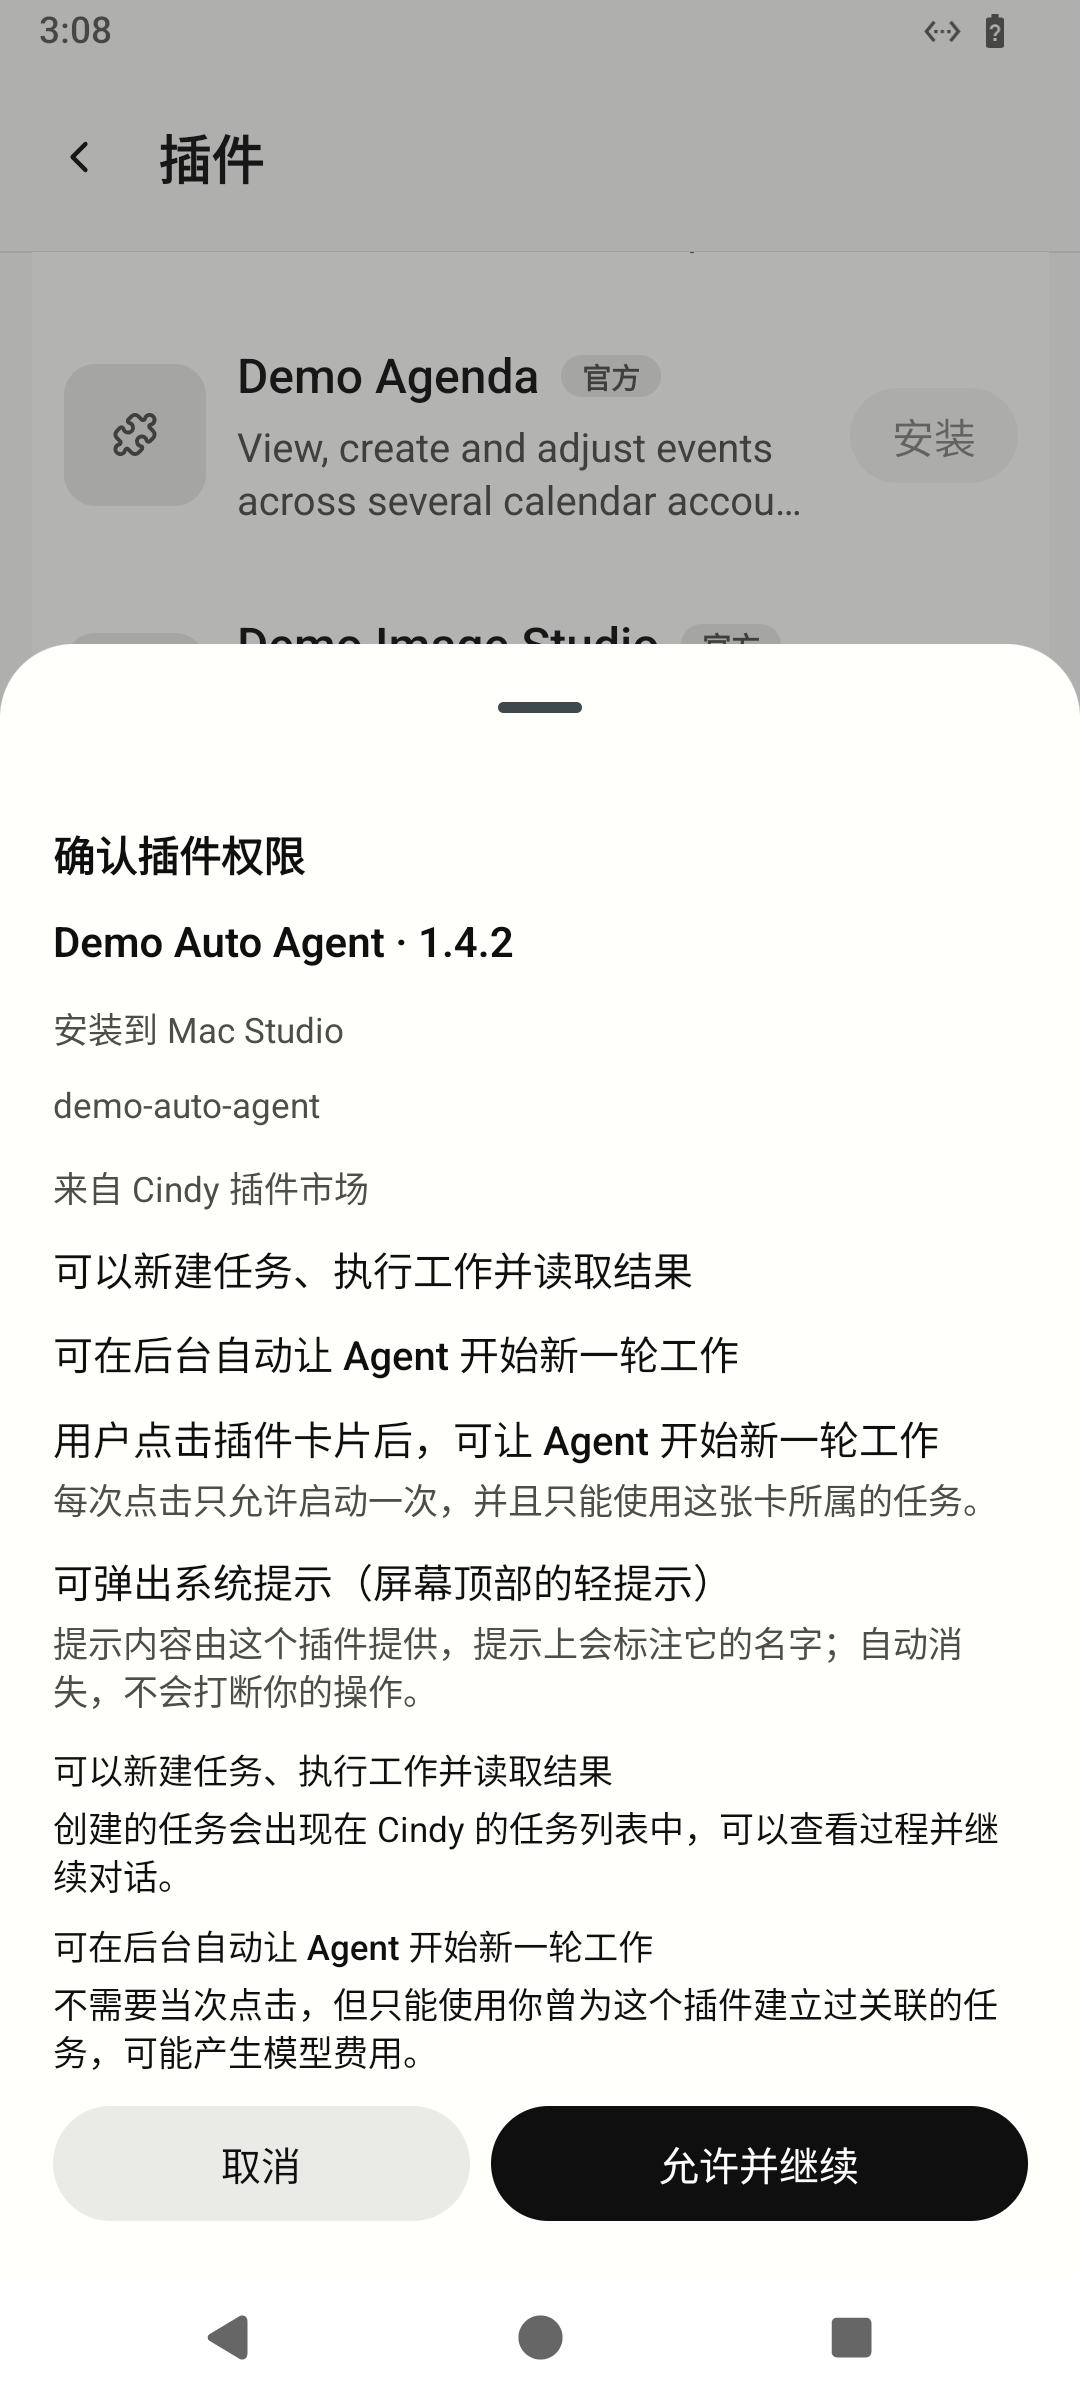 3:08
插件
Demo Agenda 官方
View, create and adjust events
across several calendar accou...
安装
Demo Image Studio 官方
确认插件权限
Demo Auto Agent · 1.4.2
安装到 Mac Studio
demo-auto-agent
来自 Cindy 插件市场
可以新建任务、执行工作并读取结果
可在后台自动让 Agent 开始新一轮工作
用户点击插件卡片后，可让 Agent 开始新一轮工作
每次点击只允许启动一次，并且只能使用这张卡所属的任务。
可弹出系统提示（屏幕顶部的轻提示）
提示内容由这个插件提供，提示上会标注它的名字；自动消
失，不会打断你的操作。
可以新建任务、执行工作并读取结果
创建的任务会出现在 Cindy 的任务列表中，可以查看过程并继
续对话。
可在后台自动让 Agent 开始新一轮工作
不需要当次点击，但只能使用你曾为这个插件建立过关联的任
务，可能产生模型费用。
取消
允许并继续